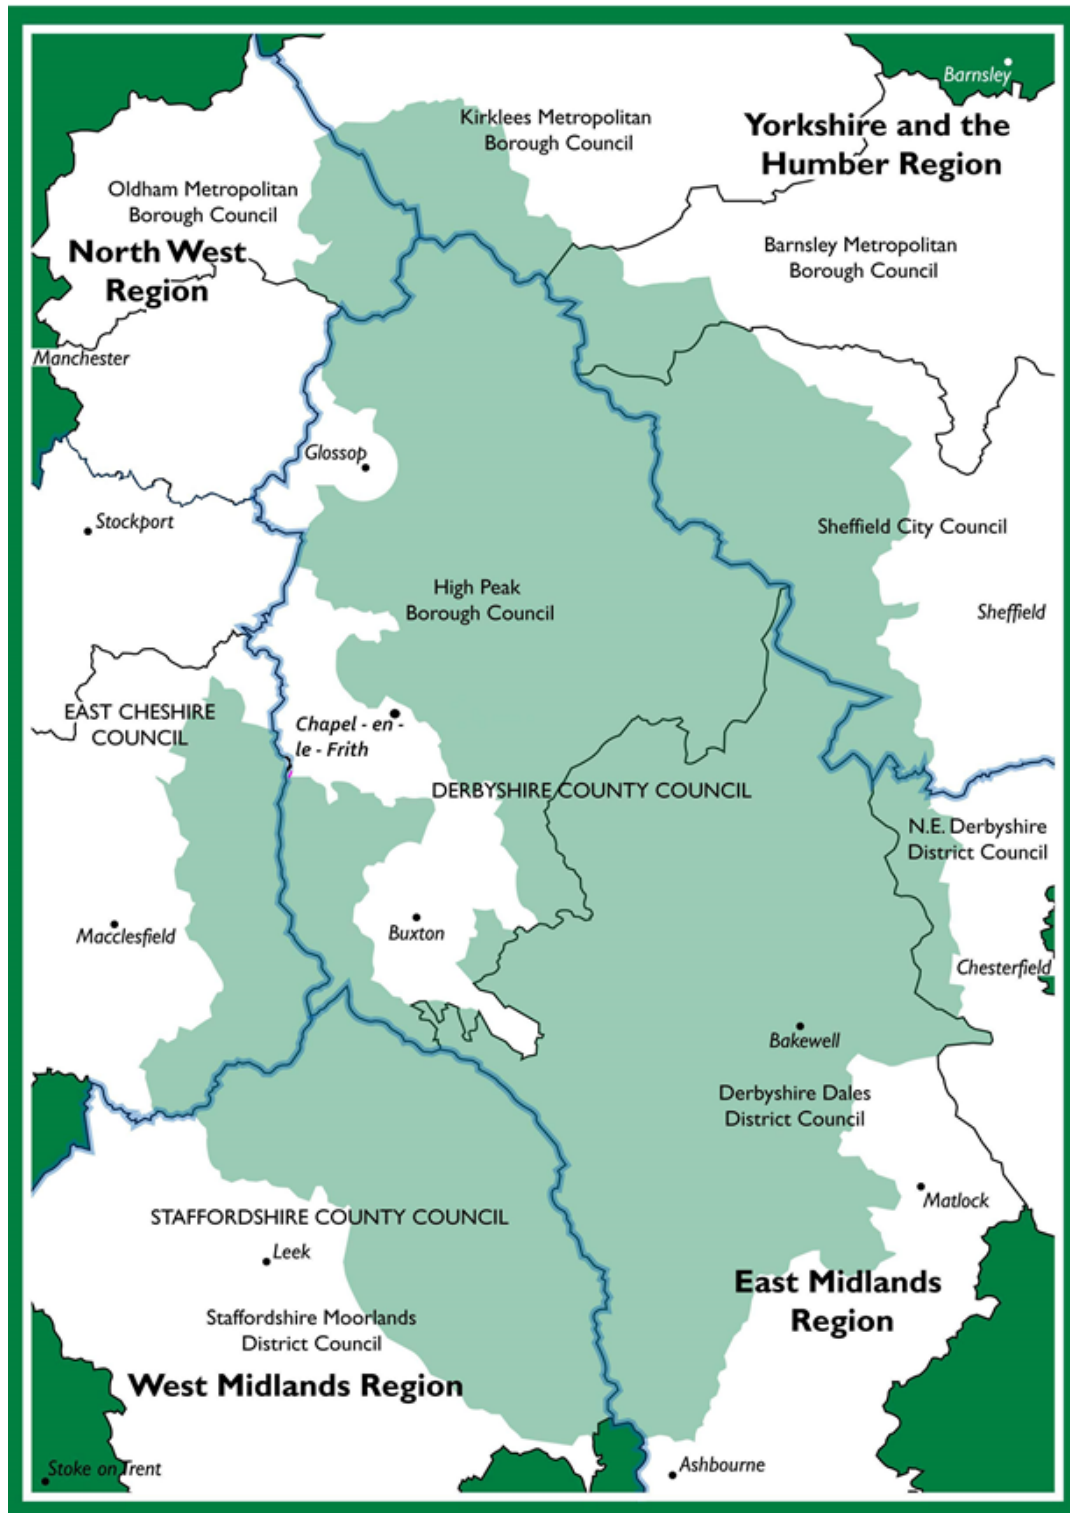 Barnsley
Kirklees Metropolitan
Borough Council
Yorkshire and the
Humber Region
Oldham Metropolitan
Borough Council
North West
Region
Barnsley Metropolitan
Borough Council
Manchester
Glossop
Stockport
Sheffield City Council
High Peak
Borough Council
Sheffield
EAST CHESHIRE
COUNCIL
Chapel - en -
le - Frith
DERBYSHIRE COUNTY COUNCIL
N.E. Derbyshire
District Council
Macclesfield
Buxton
Chesterfield
Bakewell
Derbyshire Dales
District Council
Matlock
STAFFORDSHIRE COUNTY COUNCIL
Leek
East Midlands
Region
Staffordshire Moorlands
District Council
West Midlands Region
Stoke on Trent
Ashbourne